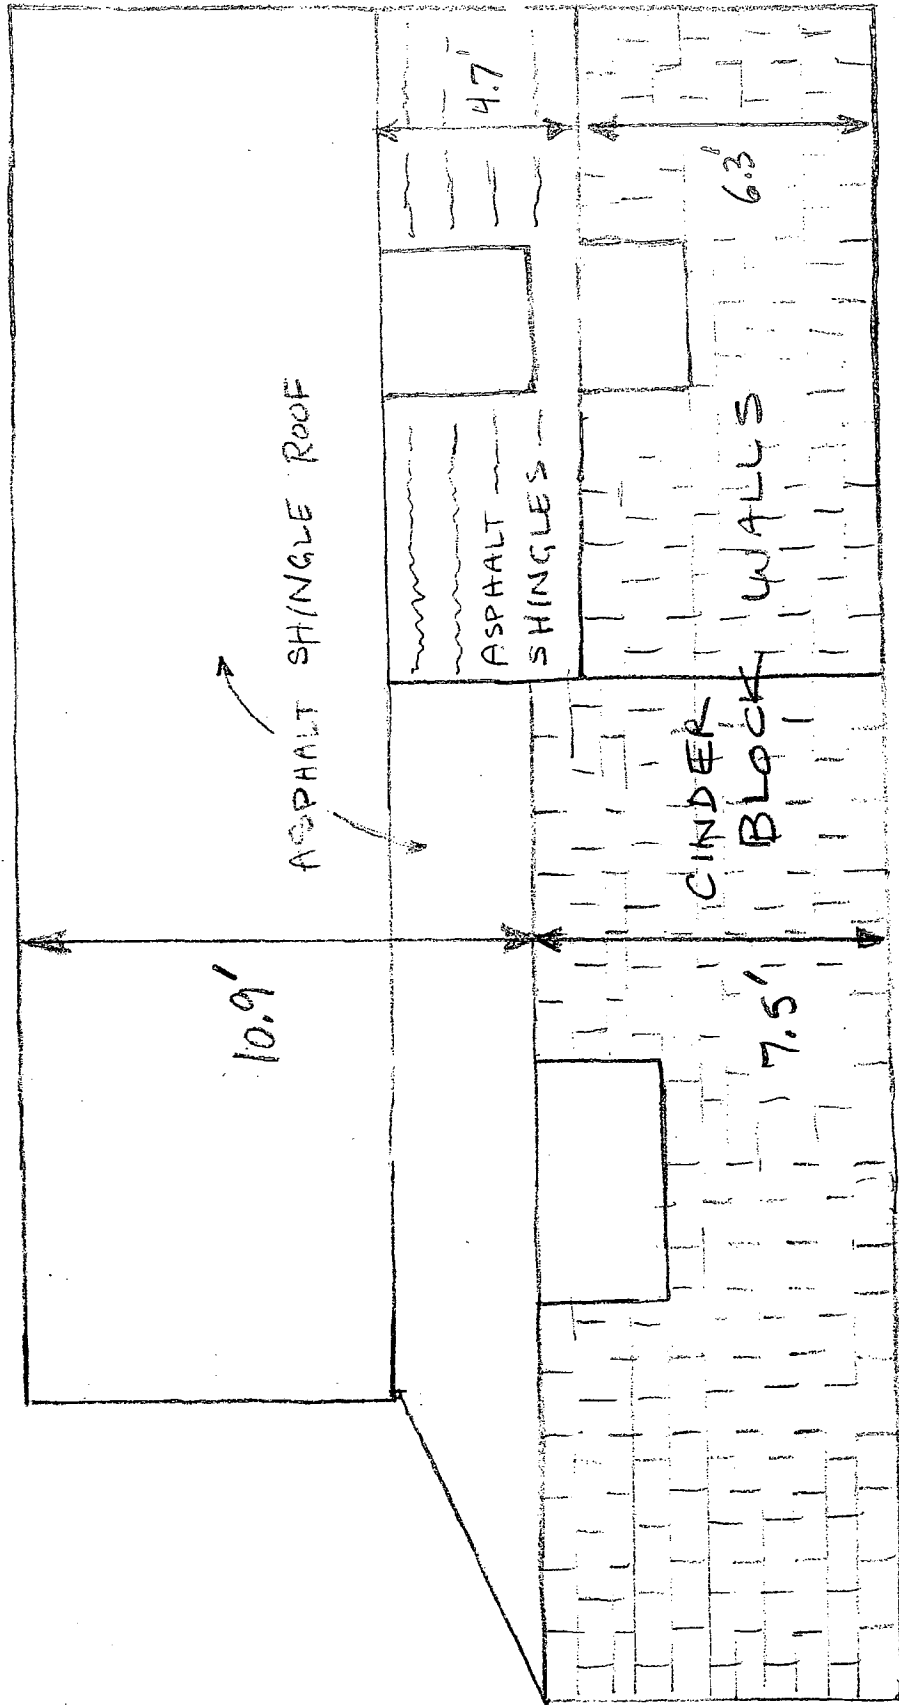 ASPHALT SHINGLE ROOF
10.9'
4.7'
ASPHALT
SHINGLES
6.3'
CINDER
BLOCK WALLS
7.5'